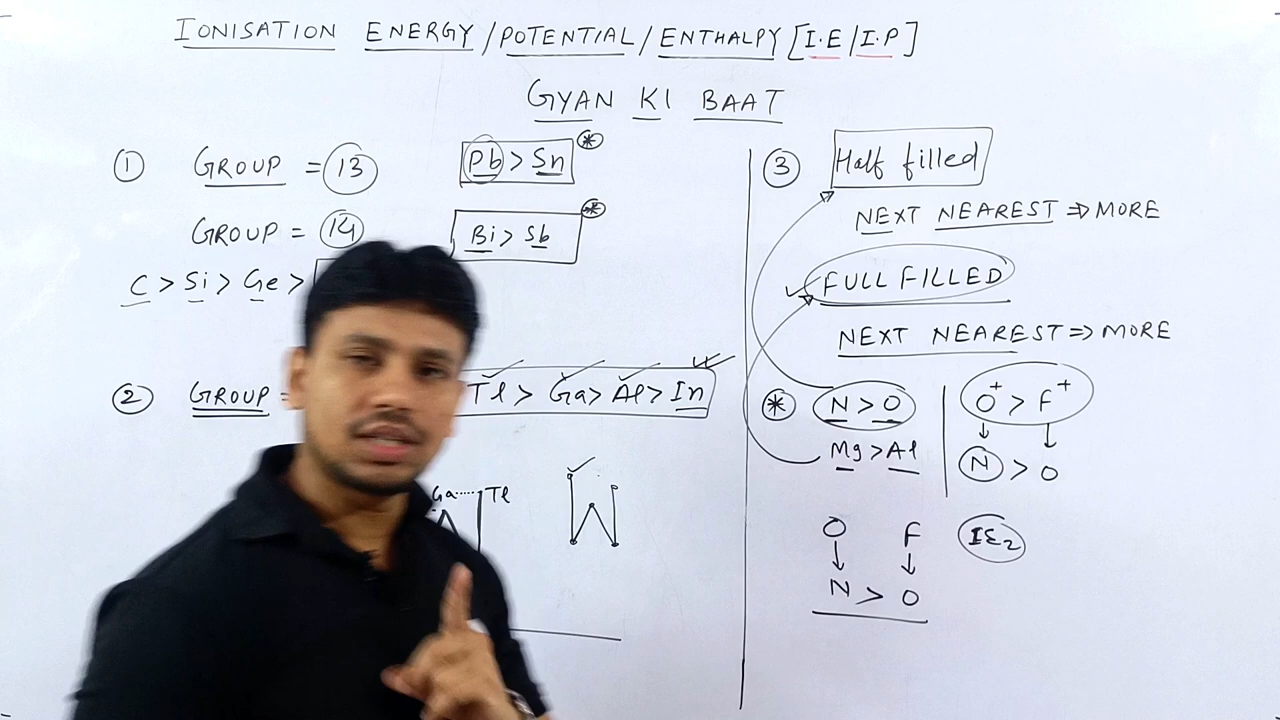 IONISATION ENERGY/POTENTIAL/ENTHALPY [I.E/I.P]
GYAN KI BAAT
① GROUP = 13
Pb > Sn *
GROUP = 14
Bi > Sb *
C > Si > Ge >
② GROUP =
Tl > Ga > Al > In
Ga.....Tl
③ Half filled
NEXT NEAREST ⇒ MORE
FULL FILLED
NEXT NEAREST ⇒ MORE
* N > O
Mg > Al
O⁺ > F⁺
↓ ↓
N > O
O F
↓ ↓
N > O
IE₂